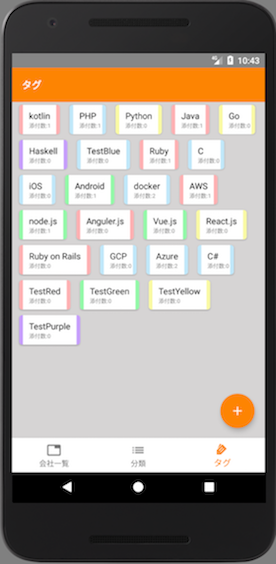 10:43
タグ
kotlin PHP Python Java Go
添付数:1 添付数:1 添付数:0 添付数:1 添付数:0
Haskell TestBlue Ruby C
添付数:0 添付数:0 添付数:1 添付数:0
iOS Android docker AWS
添付数:0 添付数:1 添付数:2 添付数:1
node.js Anguler.js Vue.js React.js
添付数:1 添付数:0 添付数:1 添付数:0
Ruby on Rails GCP Azure C#
添付数:0 添付数:0 添付数:2 添付数:0
TestRed TestGreen TestYellow
添付数:0 添付数:0 添付数:0
TestPurple
添付数:0
会社一覧 分類 タグ